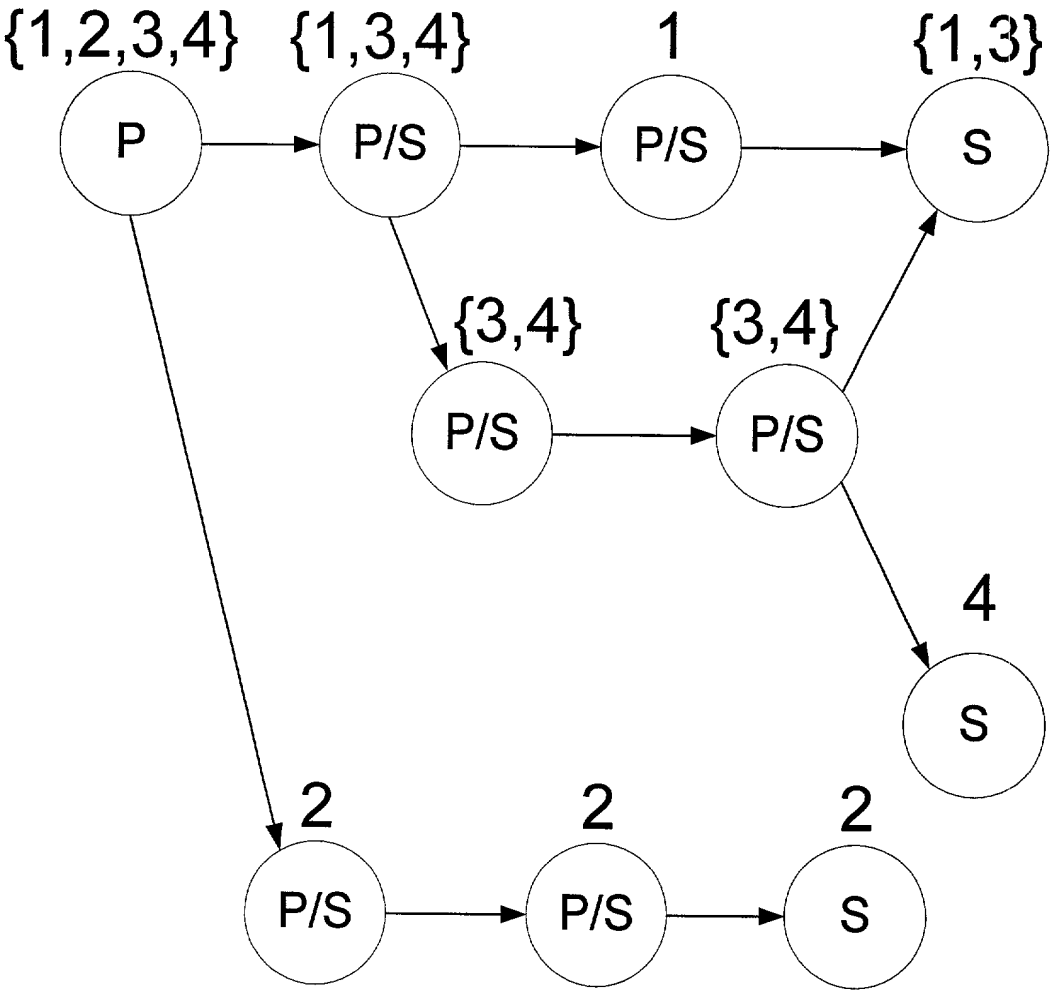 {1,2,3,4} {1,3,4} 1 {1,3}
P P/S P/S S
{3,4} {3,4}
P/S P/S
4
S
2 2 2
P/S P/S S